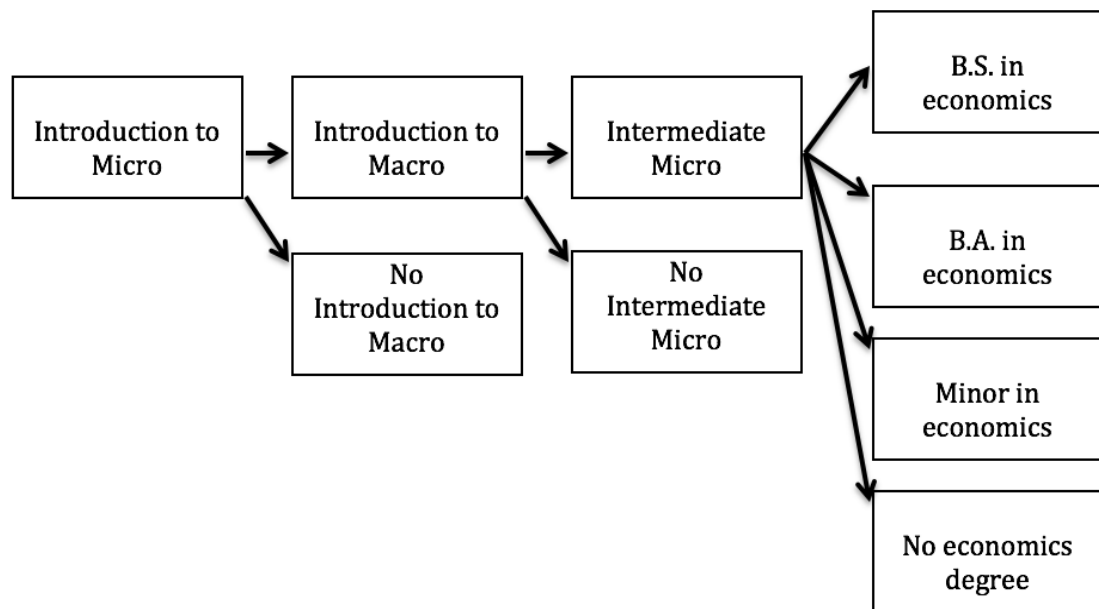 Introduction to
Micro
Introduction to
Macro
Intermediate
Micro
No
Introduction to
Macro
No
Intermediate
Micro
B.S. in
economics
B.A. in
economics
Minor in
economics
No economics
degree